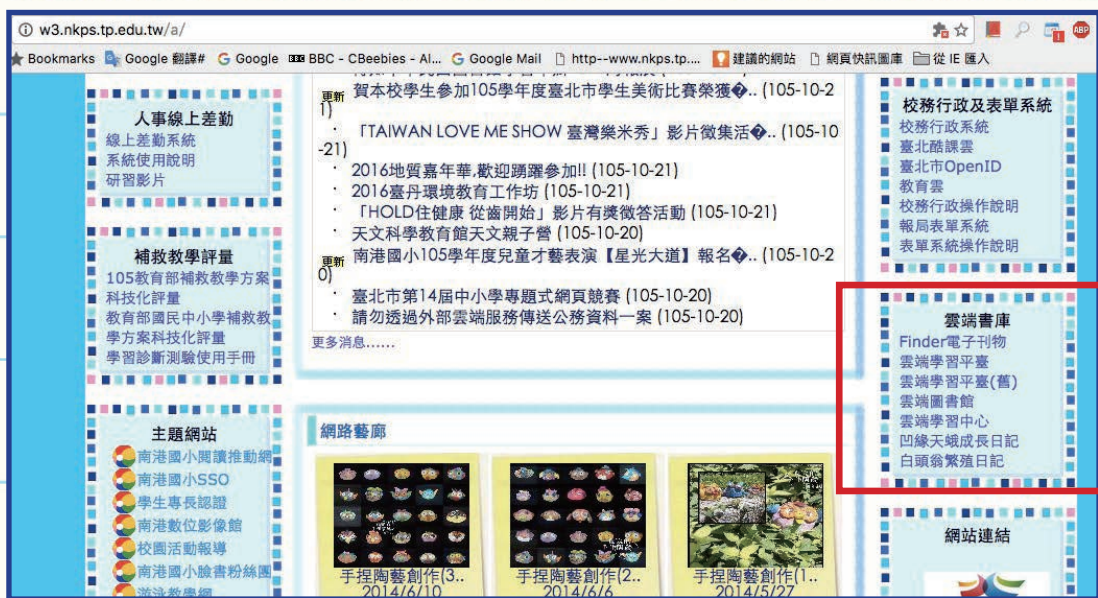 w3.nkps.tp.edu.tw/a/
ABP
Bookmarks Google 翻譯# Google BBC BBC - CBeebies - Al... Google Mail http--www.nkps.tp.... 建議的網站 網頁快訊圖庫 從 IE 匯入
人事線上差勤
線上差勤系統
系統使用說明
研習影片
補救教學評量
105教育部補救教學方案
科技化評量
教育部國民中小學補救教
學方案科技化評量
學習診斷測驗使用手冊
主題網站
南港國小閱讀推動網
南港國小SSO
學生專長認證
南港數位影像館
校園活動報導
南港國小臉書粉絲團
游泳教學網
更新 賀本校學生參加105學年度臺北市學生美術比賽榮獲�.. (105-10-2
1)
· 「TAIWAN LOVE ME SHOW 臺灣樂米秀」影片徵集活�.. (105-10
-21)
· 2016地質嘉年華,歡迎踴躍參加!! (105-10-21)
· 2016臺丹環境教育工作坊 (105-10-21)
· 「HOLD住健康 從齒開始」影片有獎徵答活動 (105-10-21)
· 天文科學教育館天文親子營 (105-10-20)
更新 南港國小105學年度兒童才藝表演【星光大道】報名�.. (105-10-2
0)
· 臺北市第14屆中小學專題式網頁競賽 (105-10-20)
· 請勿透過外部雲端服務傳送公務資料一案 (105-10-20)
更多消息......
網路藝廊
手捏陶藝創作(3..
2014/6/10
手捏陶藝創作(2..
2014/6/6
手捏陶藝創作(1..
2014/5/27
校務行政及表單系統
校務行政系統
臺北酷課雲
臺北市OpenID
教育雲
校務行政操作說明
報局表單系統
表單系統操作說明
雲端書庫
Finder電子刊物
雲端學習平臺
雲端學習平臺(舊)
雲端圖書館
雲端學習中心
凹緣天蛾成長日記
白頭翁繁殖日記
網站連結